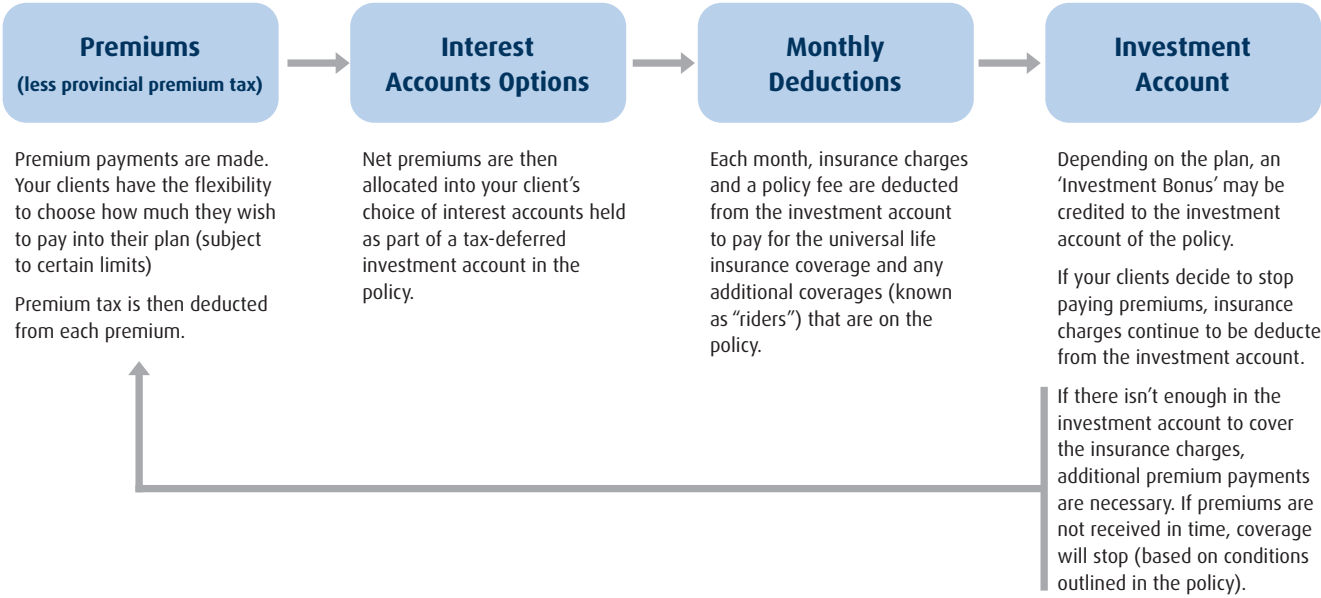 Premiums
(less provincial premium tax)
Interest
Accounts Options
Monthly
Deductions
Investment
Account
Premium payments are made.
Your clients have the flexibility
to choose how much they wish
to pay into their plan (subject
to certain limits)
Premium tax is then deducted
from each premium.
Net premiums are then
allocated into your client’s
choice of interest accounts held
as part of a tax-deferred
investment account in the
policy.
Each month, insurance charges
and a policy fee are deducted
from the investment account
to pay for the universal life
insurance coverage and any
additional coverages (known
as “riders”) that are on the
policy.
Depending on the plan, an
‘Investment Bonus’ may be
credited to the investment
account of the policy.
If your clients decide to stop
paying premiums, insurance
charges continue to be deducte
from the investment account.
If there isn’t enough in the
investment account to cover
the insurance charges,
additional premium payments
are necessary. If premiums are
not received in time, coverage
will stop (based on conditions
outlined in the policy).